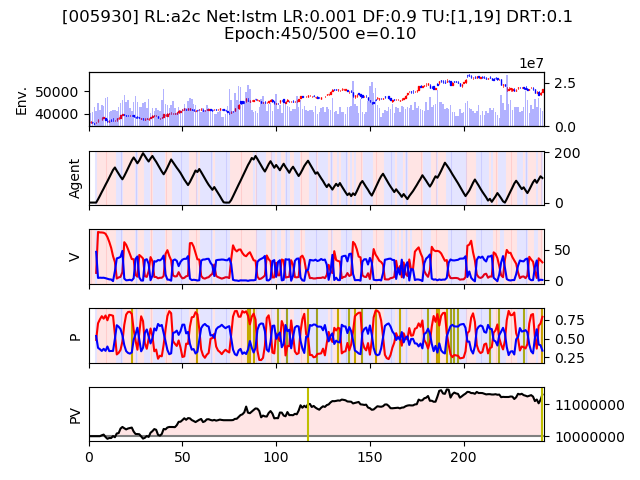 [005930] RL:a2c Net:lstm LR:0.001 DF:0.9 TU:[1,19] DRT:0.1
Epoch:450/500 e=0.10
1e7
Env.
50000
40000
2.5
0.0
Agent
200
0
V
50
0
P
0.75
0.50
0.25
PV
11000000
10000000
0 50 100 150 200